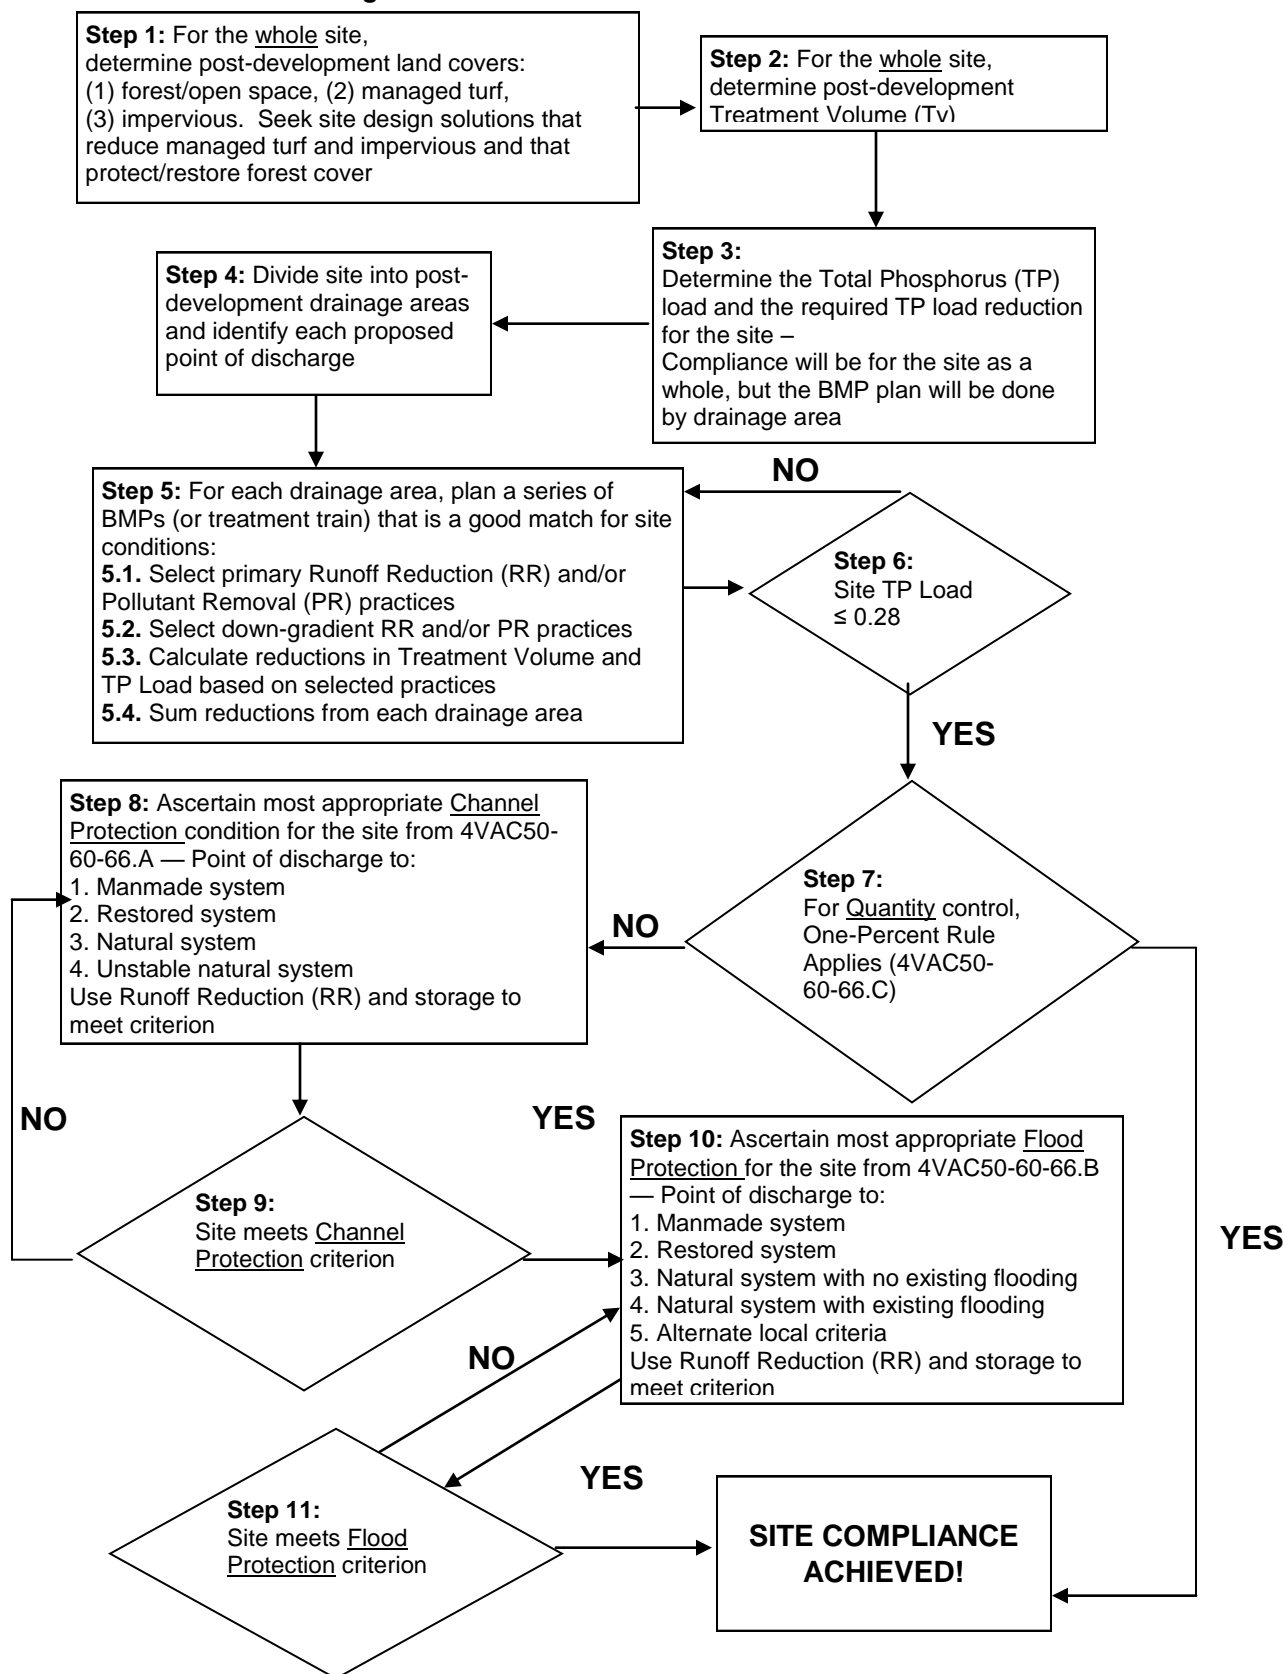 Step 1: For the whole site,
determine post-development land covers:
(1) forest/open space, (2) managed turf,
(3) impervious.  Seek site design solutions that
reduce managed turf and impervious and that
protect/restore forest cover
Step 2: For the whole site,
determine post-development
Treatment Volume (Tv)
Step 3:
Determine the Total Phosphorus (TP)
load and the required TP load reduction
for the site –
Compliance will be for the site as a
whole, but the BMP plan will be done
by drainage area
Step 4: Divide site into post-
development drainage areas
and identify each proposed
point of discharge
NO
Step 5: For each drainage area, plan a series of
BMPs (or treatment train) that is a good match for site
conditions:
5.1. Select primary Runoff Reduction (RR) and/or
Pollutant Removal (PR) practices
5.2. Select down-gradient RR and/or PR practices
5.3. Calculate reductions in Treatment Volume and
TP Load based on selected practices
5.4. Sum reductions from each drainage area
Step 6:
Site TP Load
≤ 0.28
YES
Step 7:
For Quantity control,
One-Percent Rule
Applies (4VAC50-
60-66.C)
NO
Step 8: Ascertain most appropriate Channel
Protection condition for the site from 4VAC50-
60-66.A — Point of discharge to:
1. Manmade system
2. Restored system
3. Natural system
4. Unstable natural system
Use Runoff Reduction (RR) and storage to
meet criterion
NO
YES
Step 9:
Site meets Channel
Protection criterion
Step 10: Ascertain most appropriate Flood
Protection for the site from 4VAC50-60-66.B
— Point of discharge to:
1. Manmade system
2. Restored system
3. Natural system with no existing flooding
4. Natural system with existing flooding
5. Alternate local criteria
Use Runoff Reduction (RR) and storage to
meet criterion
YES
NO
YES
Step 11:
Site meets Flood
Protection criterion
SITE COMPLIANCE
ACHIEVED!